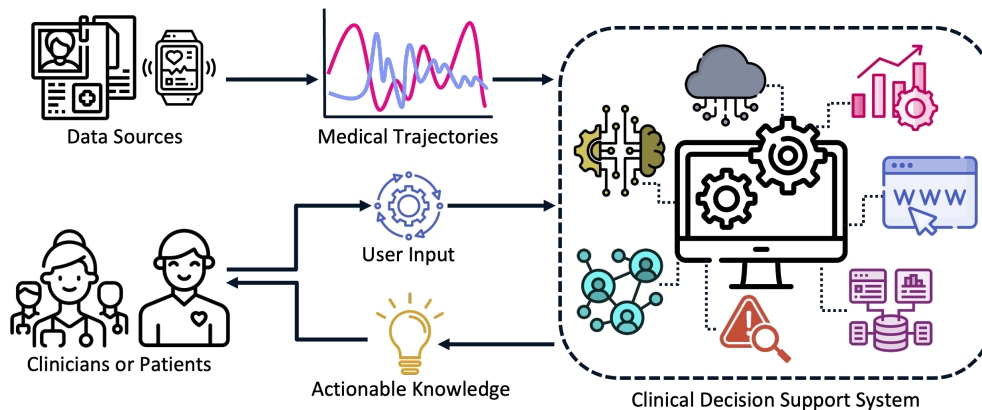 Data Sources
Medical Trajectories
WWW
User Input
Clinicians or Patients
Actionable Knowledge
Clinical Decision Support System